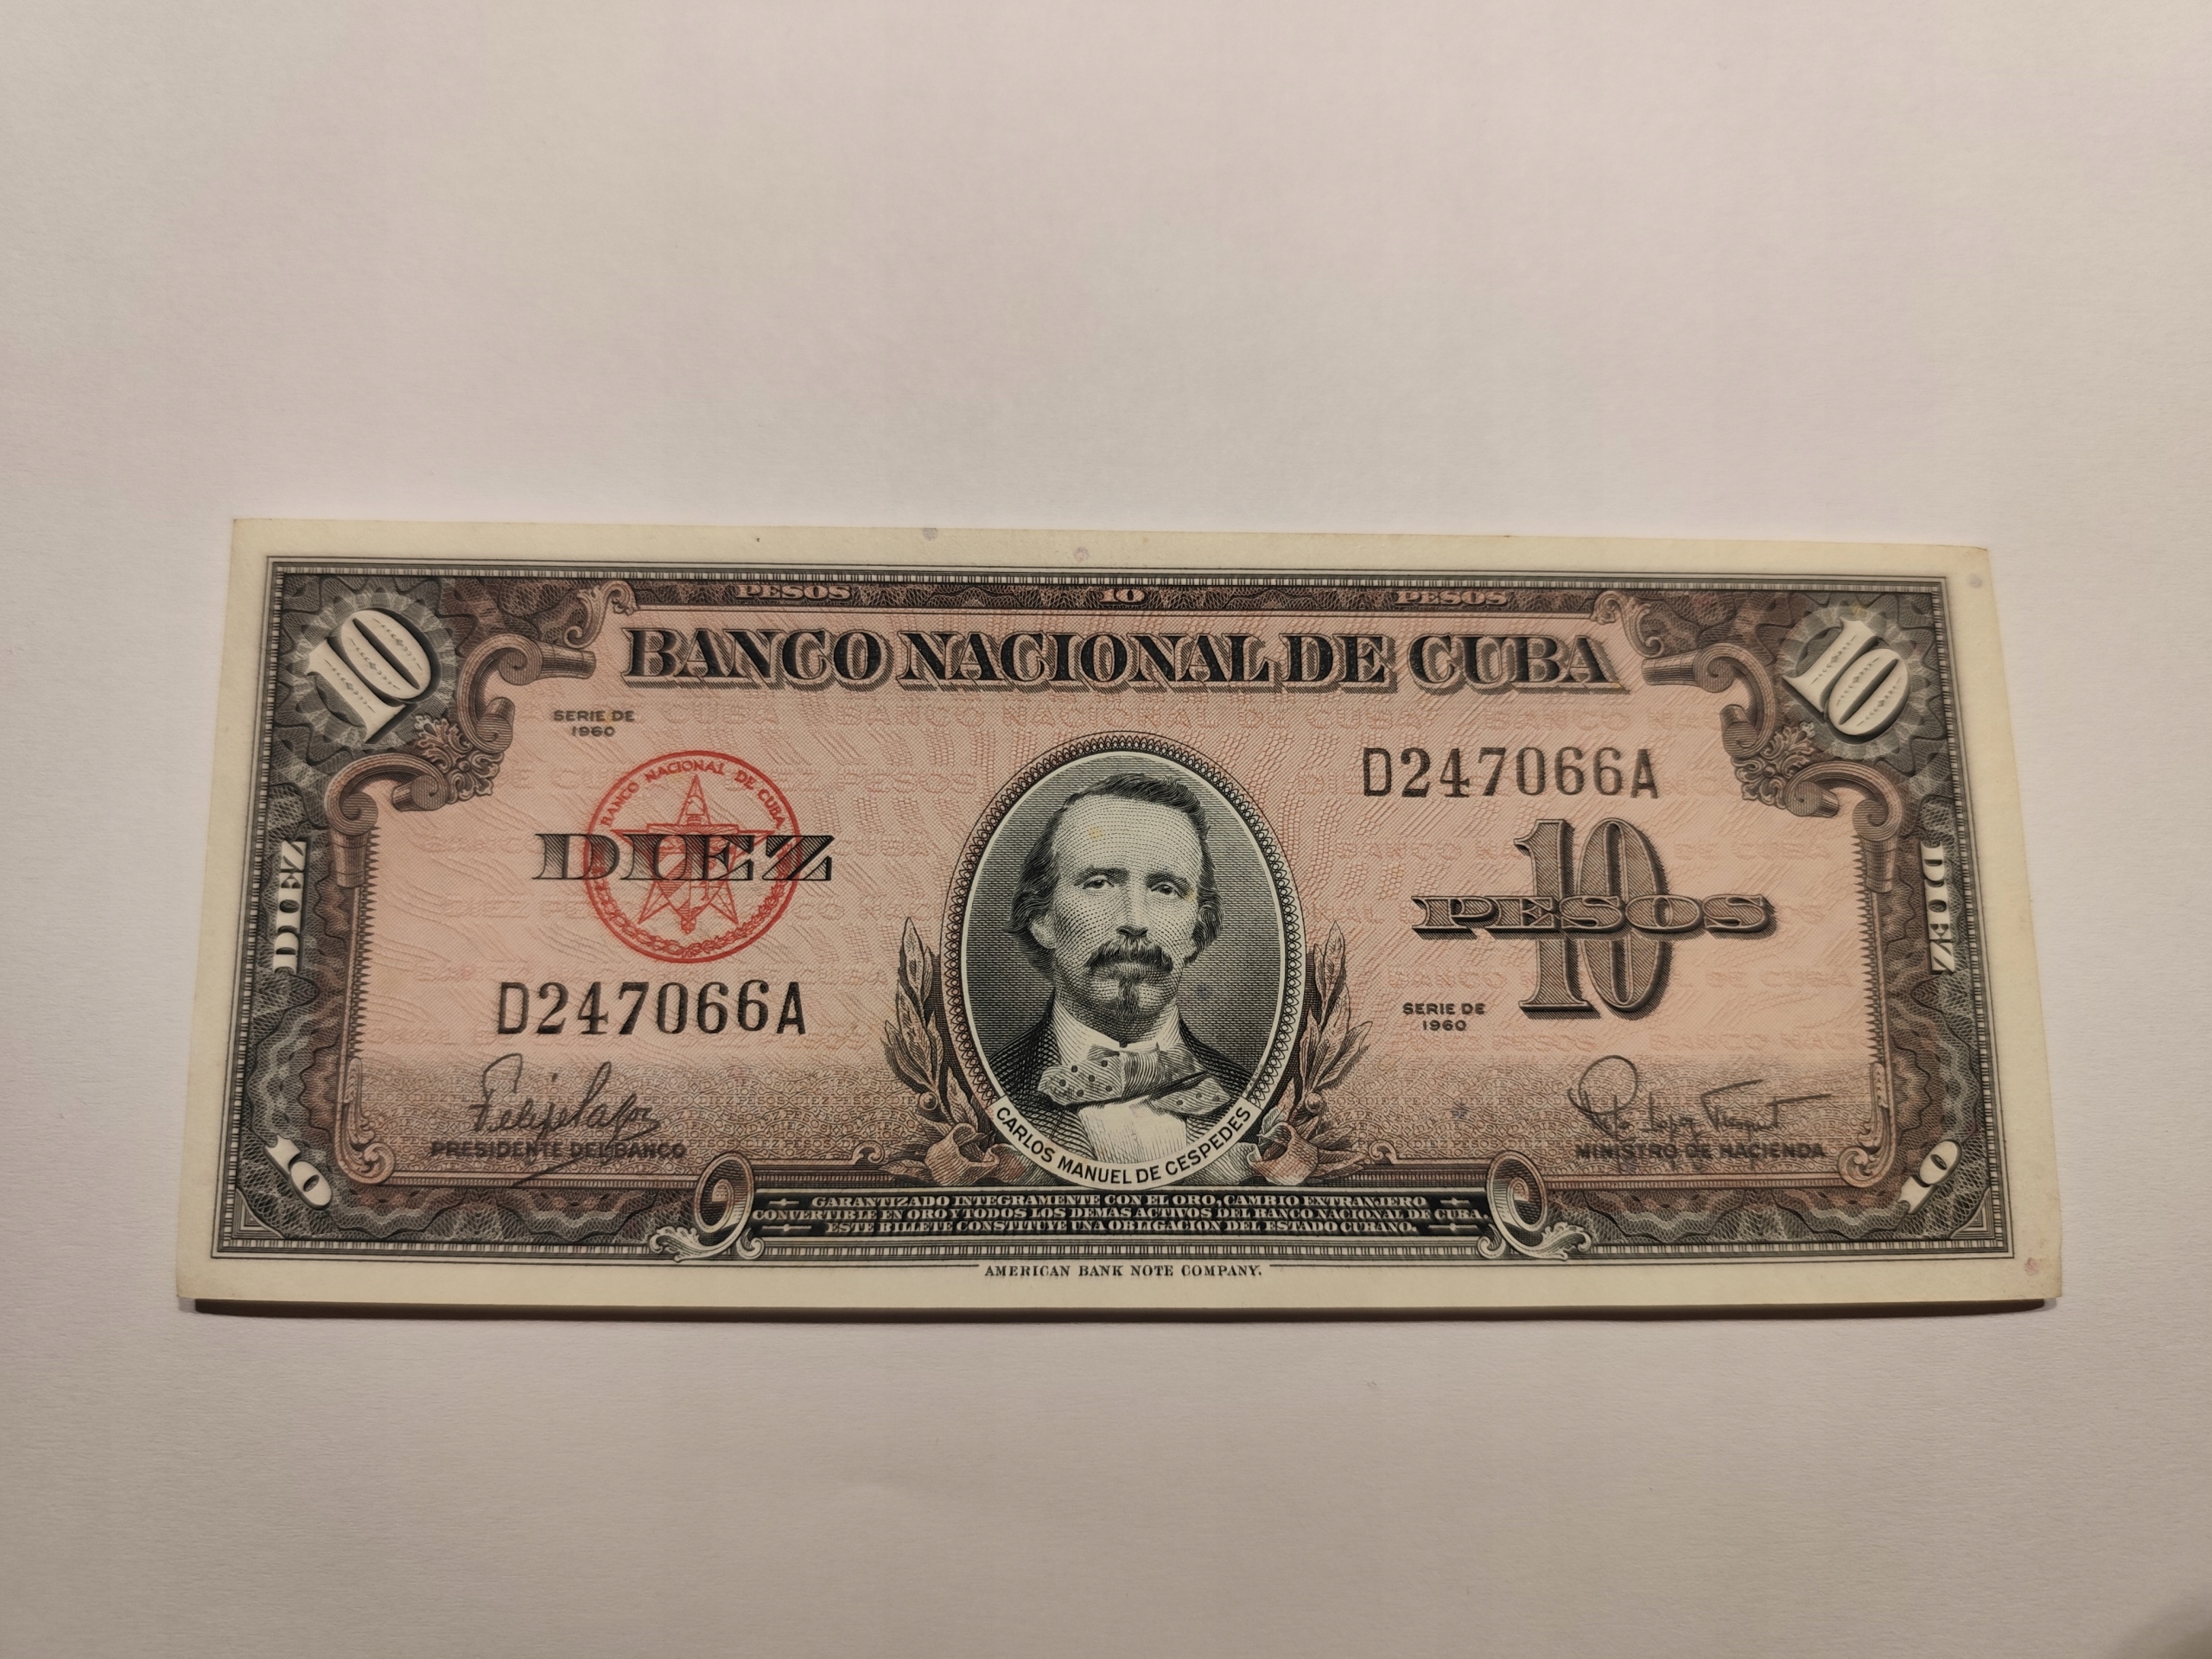 PESOS 10 PESOS
10 BANCO NACIONAL DE CUBA 10
SERIE DE
1960
BANCO NACIONAL DE CUBA
D247066A
DIEZ
DIEZ
10
PESOS
DIEZ
D247066A
SERIE DE
1960
PRESIDENTE DEL BANCO
MINISTRO DE HACIENDA
CARLOS MANUEL DE CESPEDES
10
10
GARANTIZADO INTEGRAMENTE CON EL ORO, CAMBIO EXTRANJERO
CONVERTIBLE EN ORO Y TODOS LOS DEMAS ACTIVOS DEL BANCO NACIONAL DE CUBA.
ESTE BILLETE CONSTITUYE UNA OBLIGACION DEL ESTADO CUBANO.
AMERICAN BANK NOTE COMPANY.